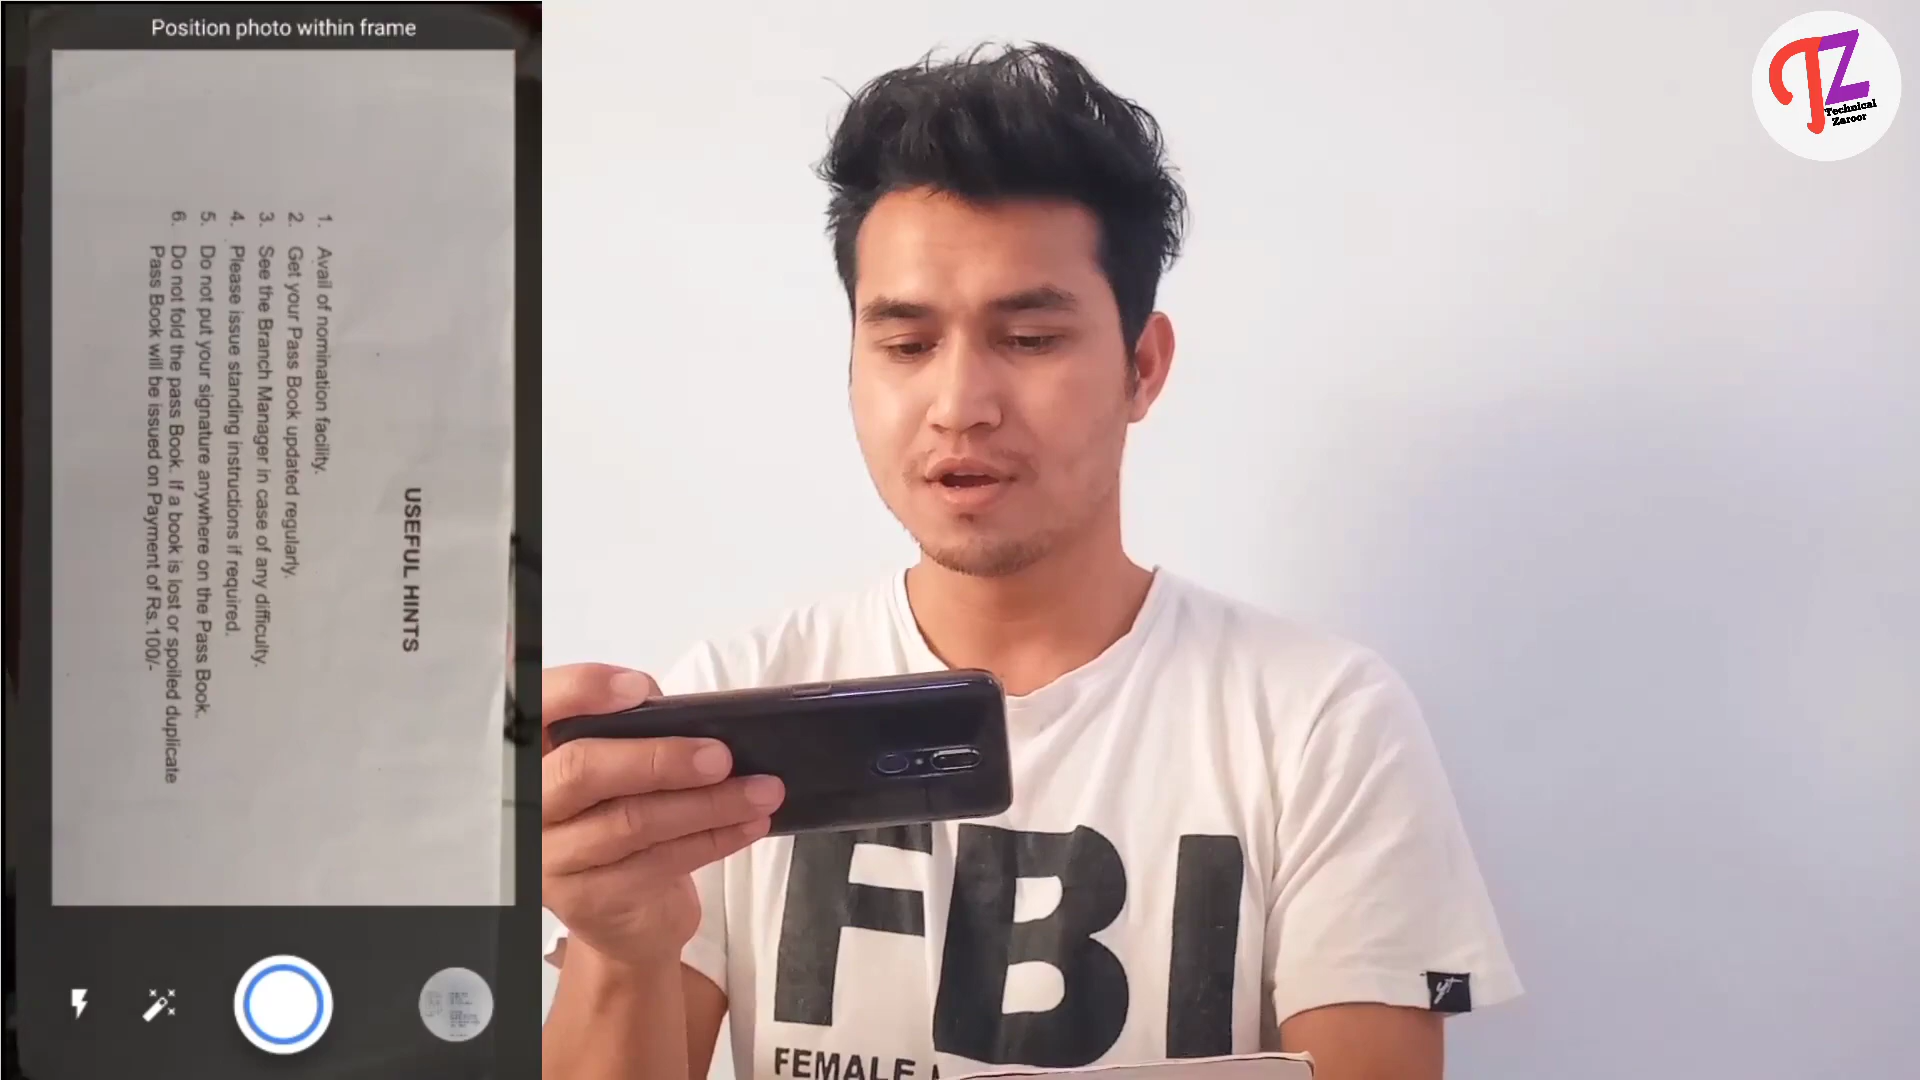 Position photo within frame
USEFUL HINTS
1. Avail of nomination facility.
2. Get your Pass Book updated regularly.
3. See the Branch Manager in case of any difficulty.
4. Please issue standing instructions if required.
5. Do not put your signature anywhere on the Pass Book.
6. Do not fold the pass Book. If a book is lost or spoiled duplicate
Pass Book will be issued on Payment of Rs.100/-
TZ
Technical
Zaroor
FBI
FEMALE
yt